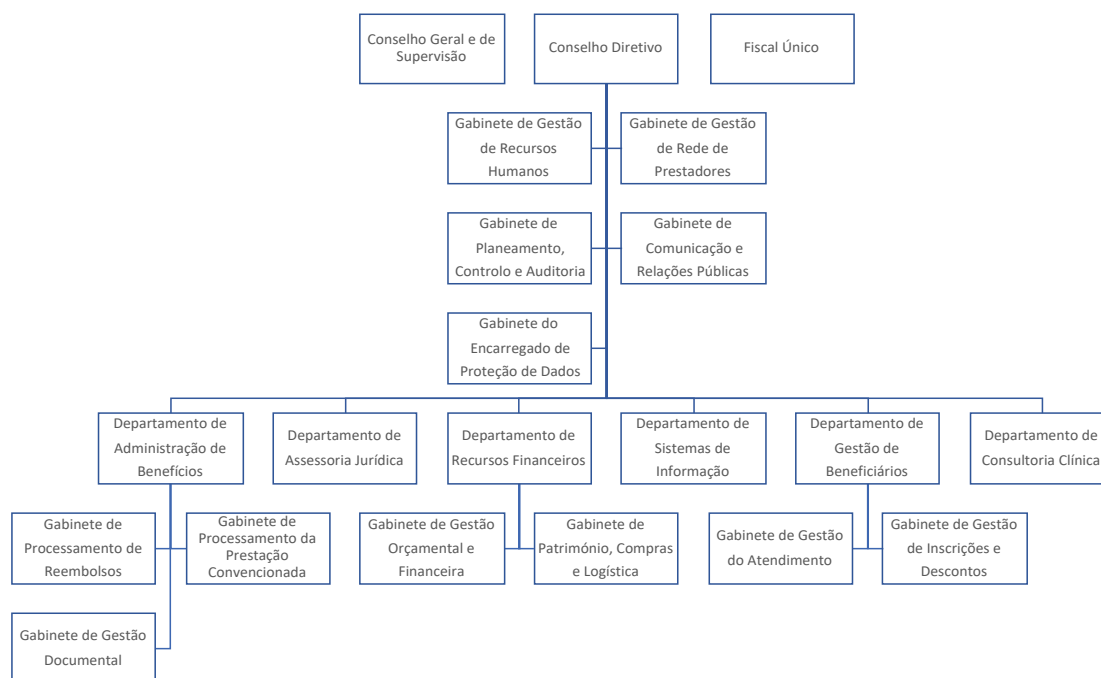 Conselho Geral e de
Supervisão
Conselho Diretivo
Fiscal Único
Gabinete de Gestão
de Recursos
Humanos
Gabinete de Gestão
de Rede de
Prestadores
Gabinete de
Planeamento,
Controlo e Auditoria
Gabinete de
Comunicação e
Relações Públicas
Gabinete do
Encarregado de
Proteção de Dados
Departamento de
Administração de
Benefícios
Departamento de
Assessoria Jurídica
Departamento de
Recursos Financeiros
Departamento de
Sistemas de
Informação
Departamento de
Gestão de
Beneficiários
Departamento de
Consultoria Clínica
Gabinete de
Processamento de
Reembolsos
Gabinete de
Processamento da
Prestação
Convencionada
Gabinete de Gestão
Orçamental e
Financeira
Gabinete de
Património, Compras
e Logística
Gabinete de Gestão
do Atendimento
Gabinete de Gestão
de Inscrições e
Descontos
Gabinete de Gestão
Documental